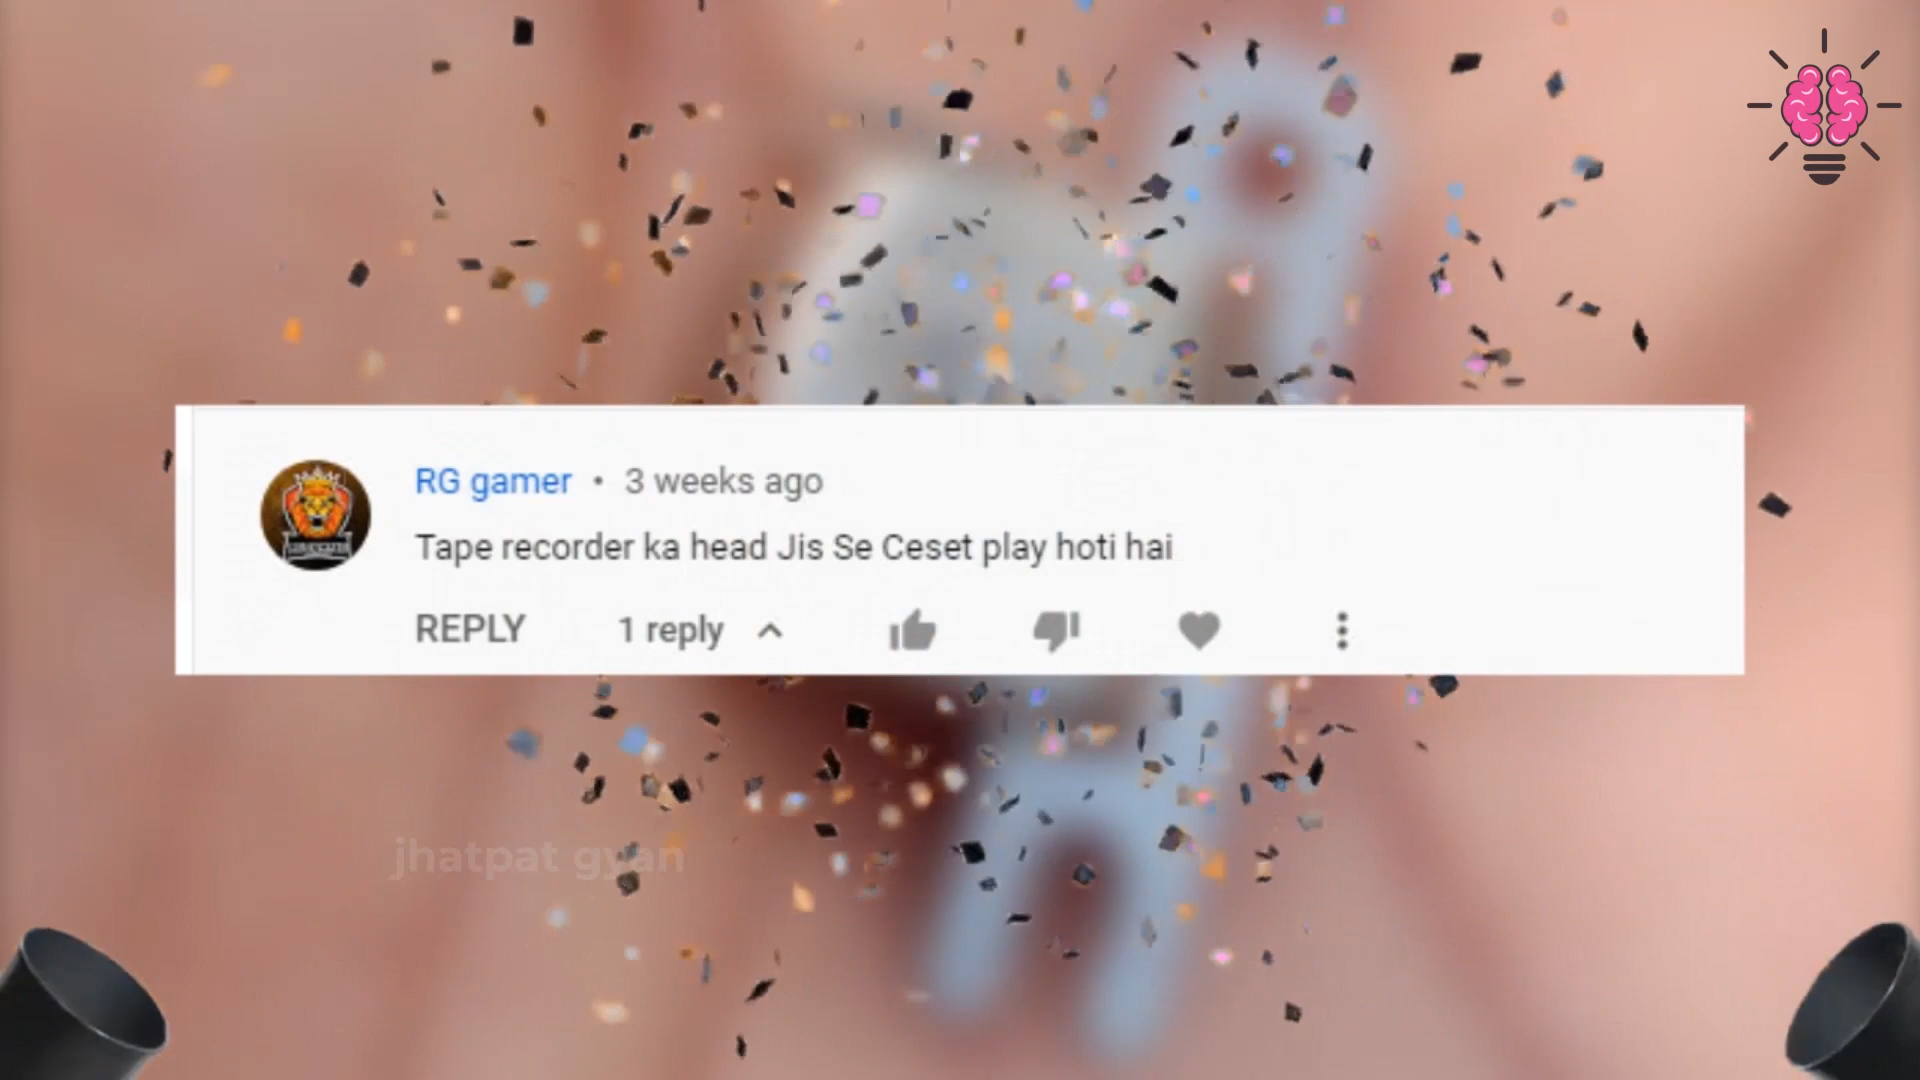 RG gamer • 3 weeks ago
Tape recorder ka head Jis Se Ceset play hoti hai
REPLY 1 reply
jhatpat gyan